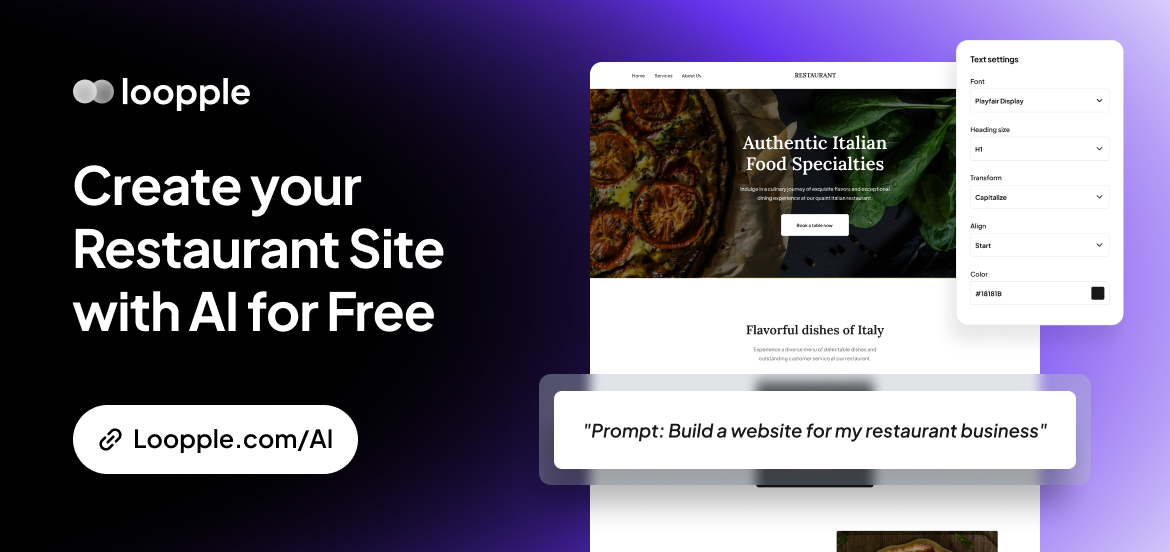 loopple
Create your
Restaurant Site
with AI for Free
Loopple.com/AI
Home Services About Us RESTAURANT
Authentic Italian
Food Specialties
Indulge in a culinary journey of exquisite flavors and exceptional
dining experience at our quaint Italian restaurant.
Book a table now
Flavorful dishes of Italy
Experience a diverse menu of delectable dishes and
outstanding customer service at our restaurant.
"Prompt: Build a website for my restaurant business"
Text settings
Font
Playfair Display
Heading size
H1
Transform
Capitalize
Align
Start
Color
#18181B